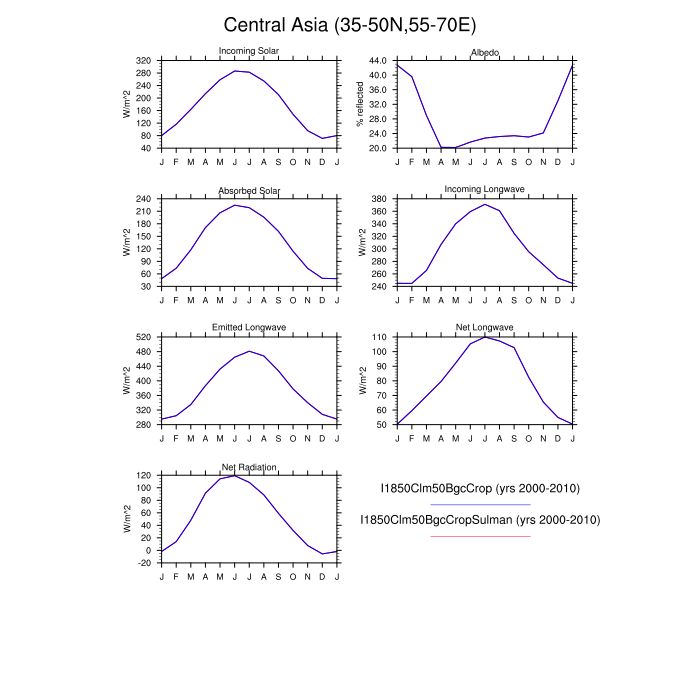 Central Asia (35-50N,55-70E)
Incoming Solar
W/m^2
320
280
240
200
160
120
80
40
J F M A M J J A S O N D J
Albedo
% reflected
44.0
40.0
36.0
32.0
28.0
24.0
20.0
J F M A M J J A S O N D J
Absorbed Solar
W/m^2
240
210
180
150
120
90
60
30
J F M A M J J A S O N D J
Incoming Longwave
W/m^2
380
360
340
320
300
280
260
240
J F M A M J J A S O N D J
Emitted Longwave
W/m^2
520
480
440
400
360
320
280
J F M A M J J A S O N D J
Net Longwave
W/m^2
110
100
90
80
70
60
50
J F M A M J J A S O N D J
Net Radiation
W/m^2
120
100
80
60
40
20
0
-20
J F M A M J J A S O N D J
I1850Clm50BgcCrop (yrs 2000-2010)
I1850Clm50BgcCropSulman (yrs 2000-2010)